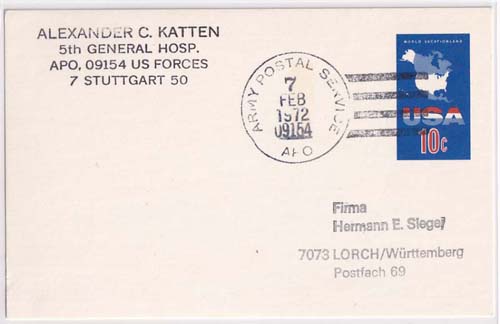 ALEXANDER C. KATTEN
5th GENERAL HOSP.
APO, 09154 US FORCES
7 STUTTGART 50
ARMY POSTAL SERVICE
7
FEB
1972
09154
APO
WORLD VACATIONLAND
USA
10c
Firma
Hermann E. Siegel
7073 LORCH/Württemberg
Postfach 69